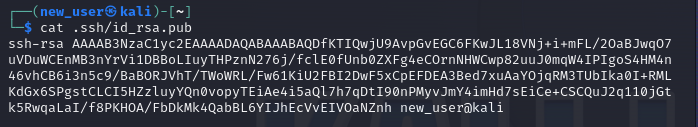 ┌──(new_user㉿kali)-[~]
└─$ cat .ssh/id_rsa.pub
ssh-rsa AAAAB3NzaC1yc2EAAAADAQABAAABAQDfKTIQwjU9AvpGvEGC6FKwJL18VNj+i+mFL/2OaBJwqO7
uVDuWCEnMB3nYrVi1DBBoLIuyTHPznN276j/fclE0fUnb0ZXFg4eCOrnNHWCwp82uuJ0mqW4IPIgoS4HM4n
46vhCB6i3n5c9/BaBORJVhT/TWoWRL/Fw61KiU2FBI2DwF5xCpEFDEA3Bed7xuAaYOjqRM3TUbIka0I+RML
KdGx6SPgstCLCI5HZzluyYQn0vopyTEiAe4i5aQl7h7qDtI90nPMyvJmY4imHd7sEiCe+CSCQuJ2q110jGt
k5RwqaLaI/f8PKHOA/FbDkMk4QabBL6YIJhEcVvEIVOaNZnh new_user@kali